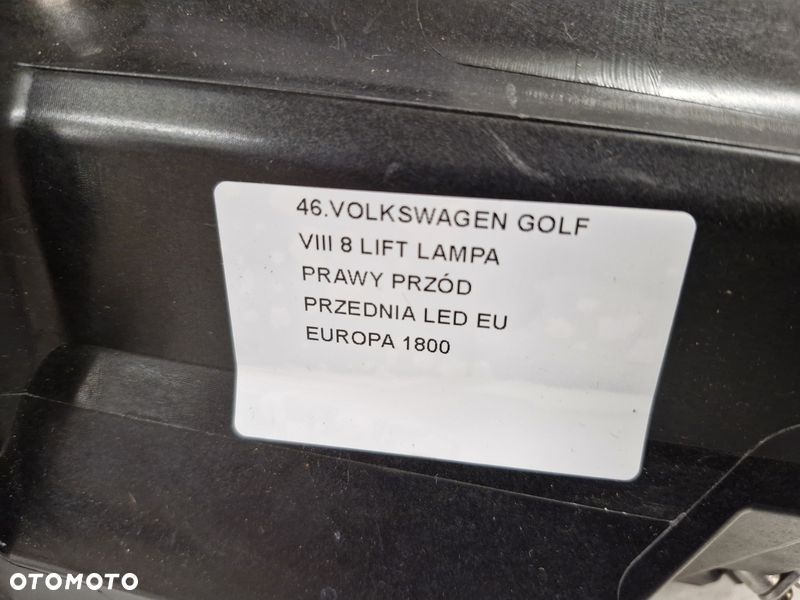 46.VOLKSWAGEN GOLF
VIII 8 LIFT LAMPA
PRAWY PRZÓD
PRZEDNIA LED EU
EUROPA 1800
OTOMOTO